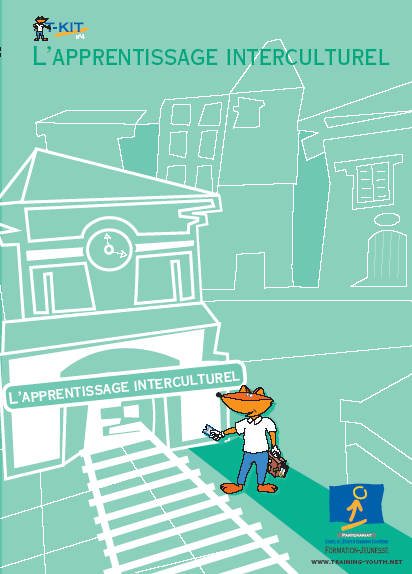 T-KIT
n°4
L'APPRENTISSAGE INTERCULTUREL
L'APPRENTISSAGE INTERCULTUREL
PARTENARIAT
FORMATION-JEUNESSE
WWW.TRAINING-YOUTH.NET